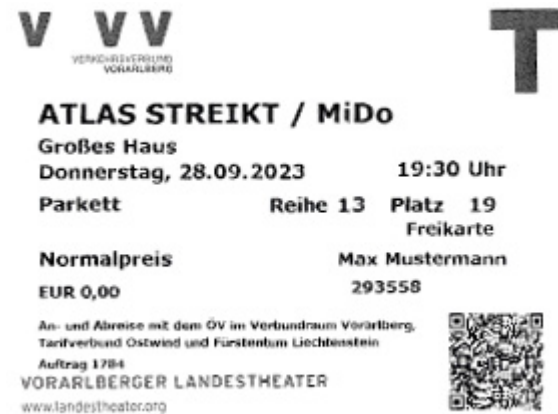 V VV
T
VERKEHRSVERBUND
VORARLBERG
ATLAS STREIKT / MiDo
Großes Haus
Donnerstag, 28.09.2023 19:30 Uhr
Parkett Reihe 13 Platz 19
Freikarte
Normalpreis Max Mustermann
EUR 0,00 293558
An- und Abreise mit dem ÖV im Verbundraum Vorarlberg,
Tarifverbund Ostwind und Fürstentum Liechtenstein
Auftrag 1784
VORARLBERGER LANDESTHEATER
www.landestheater.org